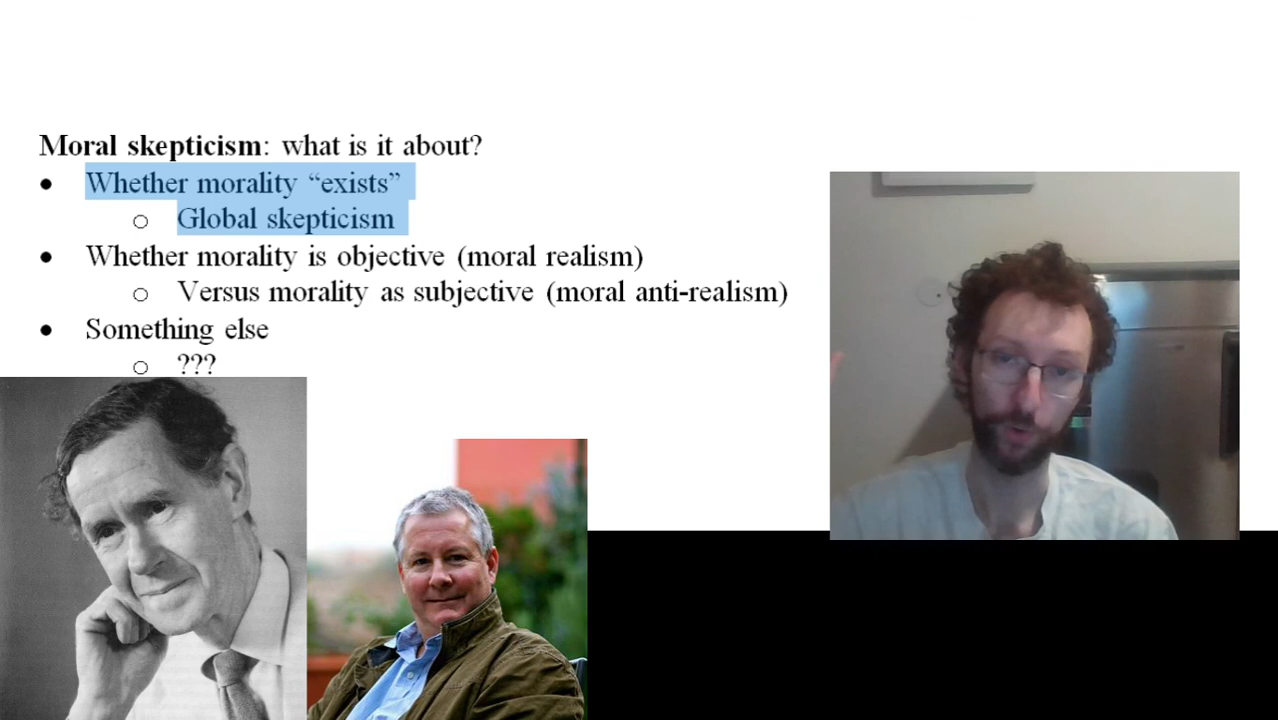 Moral skepticism: what is it about?
• Whether morality “exists”
○ Global skepticism
• Whether morality is objective (moral realism)
○ Versus morality as subjective (moral anti-realism)
• Something else
○ ???